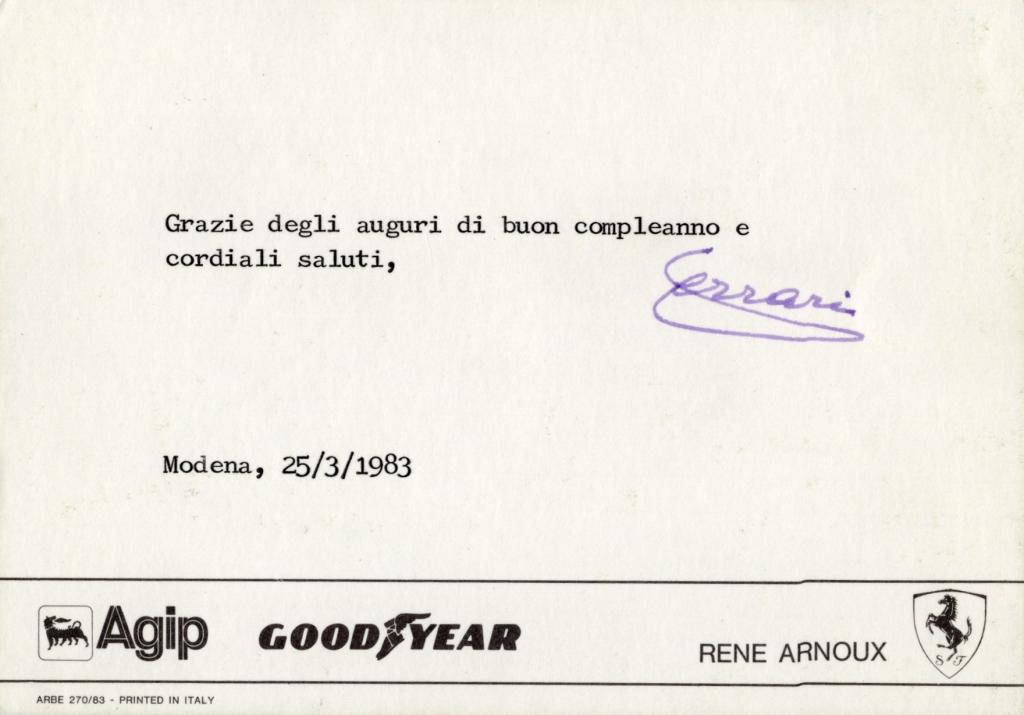 Grazie degli auguri di buon compleanno e
cordiali saluti,
Ferrari
Modena, 25/3/1983
Agip
GOODYEAR
RENE ARNOUX
S F
ARBE 270/83 - PRINTED IN ITALY